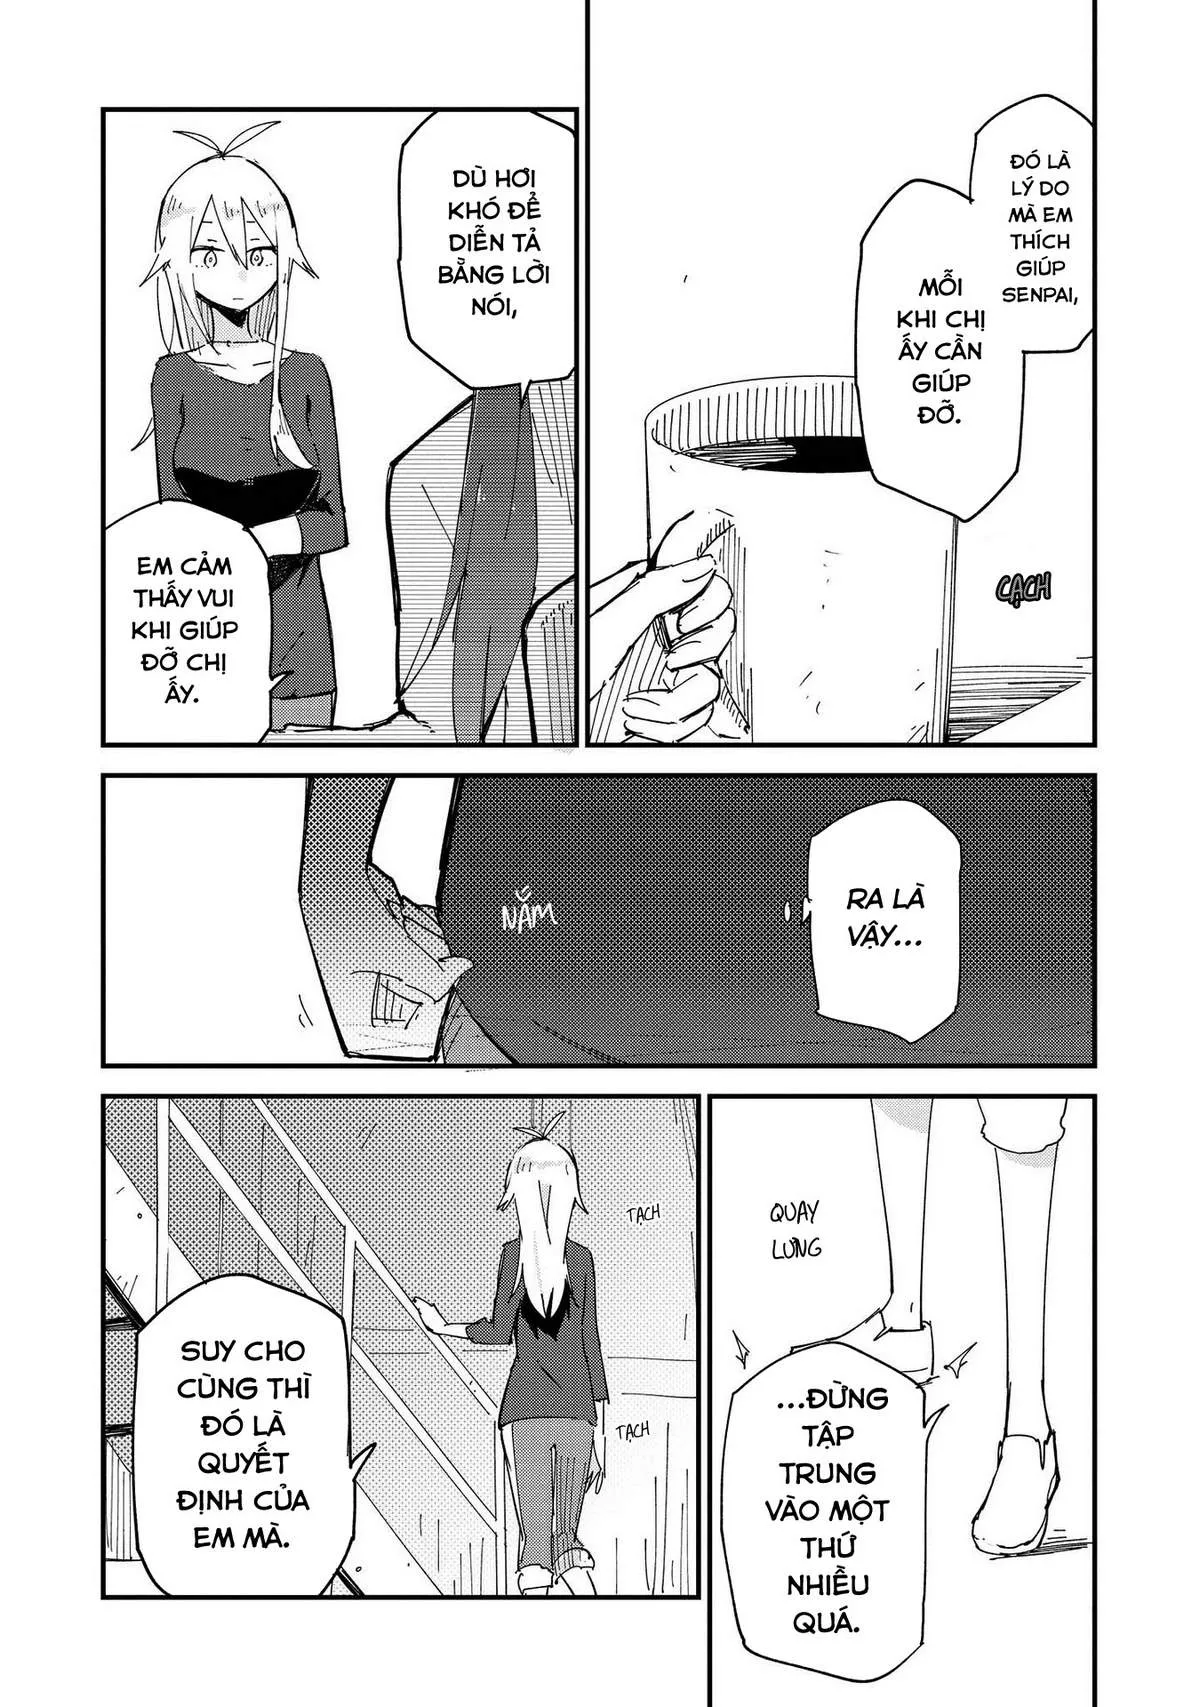 ĐÓ LÀ
LÝ DO
MÀ EM
THÍCH
GIÚP
SENPAI,
MỖI
KHI CHỊ
ẤY CẦN
GIÚP
ĐỠ.
CẠCH
DÙ HƠI
KHÓ ĐỂ
DIỄN TẢ
BẰNG LỜI
NÓI,
EM CẢM
THẤY VUI
KHI GIÚP
ĐỠ CHỊ
ẤY.
RA LÀ
VẬY...
NẮM
QUAY
LƯNG
...ĐỪNG
TẬP
TRUNG
VÀO MỘT
THỨ
NHIỀU
QUÁ.
TẠCH
TẠCH
SUY CHO
CÙNG THÌ
ĐÓ LÀ
QUYẾT
ĐỊNH CỦA
EM MÀ.